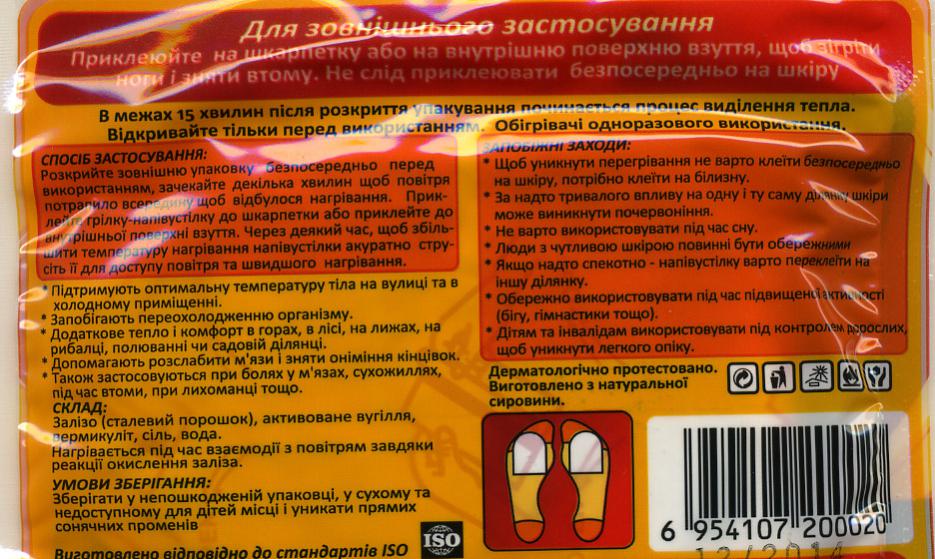 Для зовнішнього застосування
Приклеюйте на шкарпетку або на внутрішню поверхню взуття, щоб зігріти
ноги і зняти втому. Не слід приклеювати безпосередньо на шкіру
В межах 15 хвилин після розкриття упакування починається процес виділення тепла.
Відкривайте тільки перед використанням. Обігрівачі одноразового використання.
СПОСІБ ЗАСТОСУВАННЯ:
Розкрийте зовнішню упаковку безпосередньо перед
використанням, зачекайте декілька хвилин щоб повітря
потрапило всередину щоб відбулося нагрівання. Прик-
лейте грілку-напівустілку до шкарпетки або приклейте до
внутрішньої поверхні взуття. Через деякий час, щоб збіль-
шити температуру нагрівання напівустілки акуратно стру-
сіть її для доступу повітря та швидшого нагрівання.
* Підтримують оптимальну температуру тіла на вулиці та в
холодному приміщенні.
* Запобігають переохолодженню організму.
* Додаткове тепло і комфорт в горах, в лісі, на лижах, на
рибалці, полюванні чи садовій ділянці.
* Допомагають розслабити м'язи і зняти оніміння кінцівок.
* Також застосовуються при болях у м'язах, сухожиллях,
під час втоми, при лихоманці тощо.
СКЛАД:
Залізо (сталевий порошок), активоване вугілля,
вермикуліт, сіль, вода.
Нагрівається під час взаємодії з повітрям завдяки
реакції окислення заліза.
УМОВИ ЗБЕРІГАННЯ:
Зберігати у непошкодженій упаковці, у сухому та
недоступному для дітей місці і уникати прямих
сонячних променів
Виготовлено відповідно до стандартів ISO
ISO
ЗАПОБІЖНІ ЗАХОДИ:
* Щоб уникнути перегрівання не варто клеїти безпосередньо
на шкіру, потрібно клеїти на білизну.
* За надто тривалого впливу на одну і ту саму ділянку шкіри
може виникнути почервоніння.
* Не варто використовувати під час сну.
* Люди з чутливою шкірою повинні бути обережними
* Якщо надто спекотно - напівустілку варто переклеїти на
іншу ділянку.
* Обережно використовувати під час підвищеної активності
(бігу, гімнастики тощо).
* Дітям та інвалідам використовувати під контролем дорослих,
щоб уникнути легкого опіку.
Дерматологічно протестовано.
Виготовлено з натуральної
сировини.
6 954107 200020
12/2014